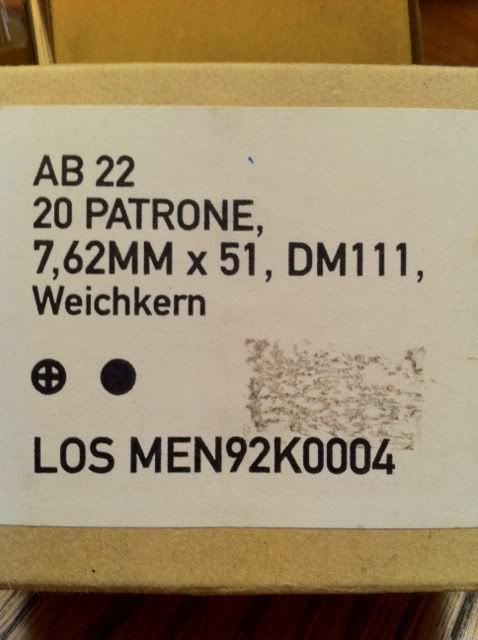 AB 22
20 PATRONE,
7,62MM x 51, DM111,
Weichkern
LOS MEN92K0004